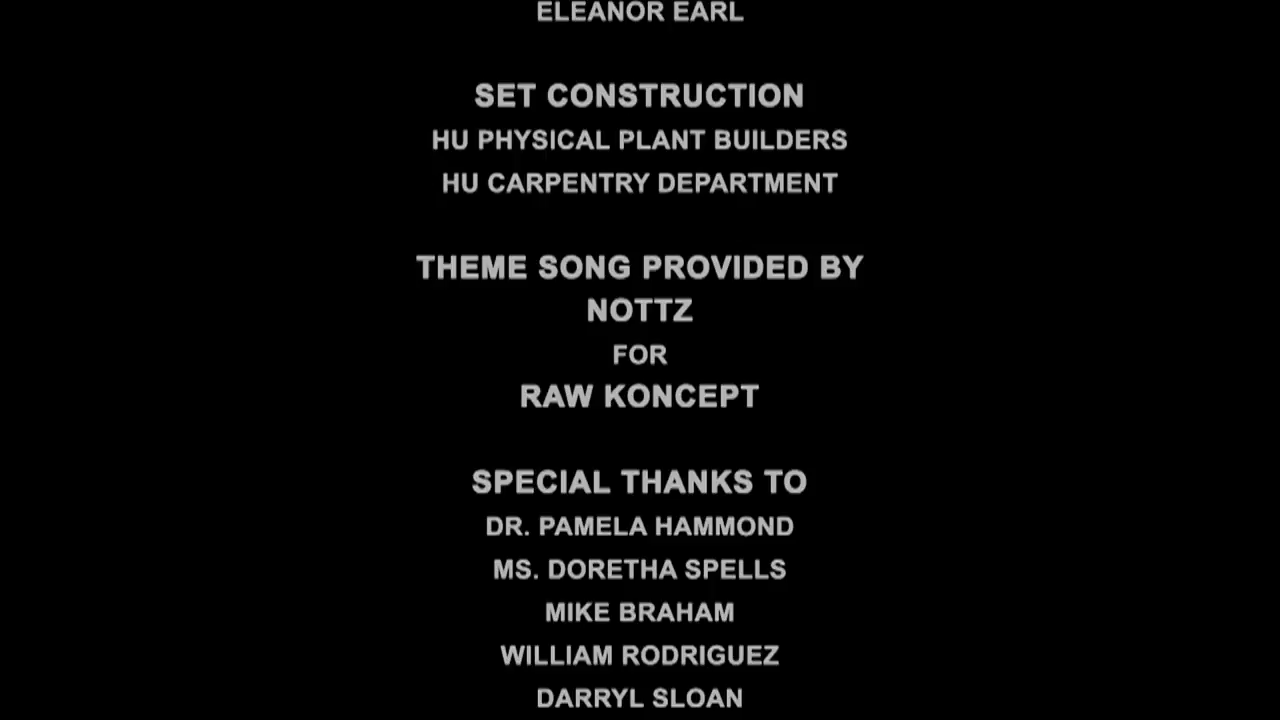 ELEANOR EARL
SET CONSTRUCTION
HU PHYSICAL PLANT BUILDERS
HU CARPENTRY DEPARTMENT
THEME SONG PROVIDED BY
NOTTZ
FOR
RAW KONCEPT
SPECIAL THANKS TO
DR. PAMELA HAMMOND
MS. DORETHA SPELLS
MIKE BRAHAM
WILLIAM RODRIGUEZ
DARRYL SLOAN